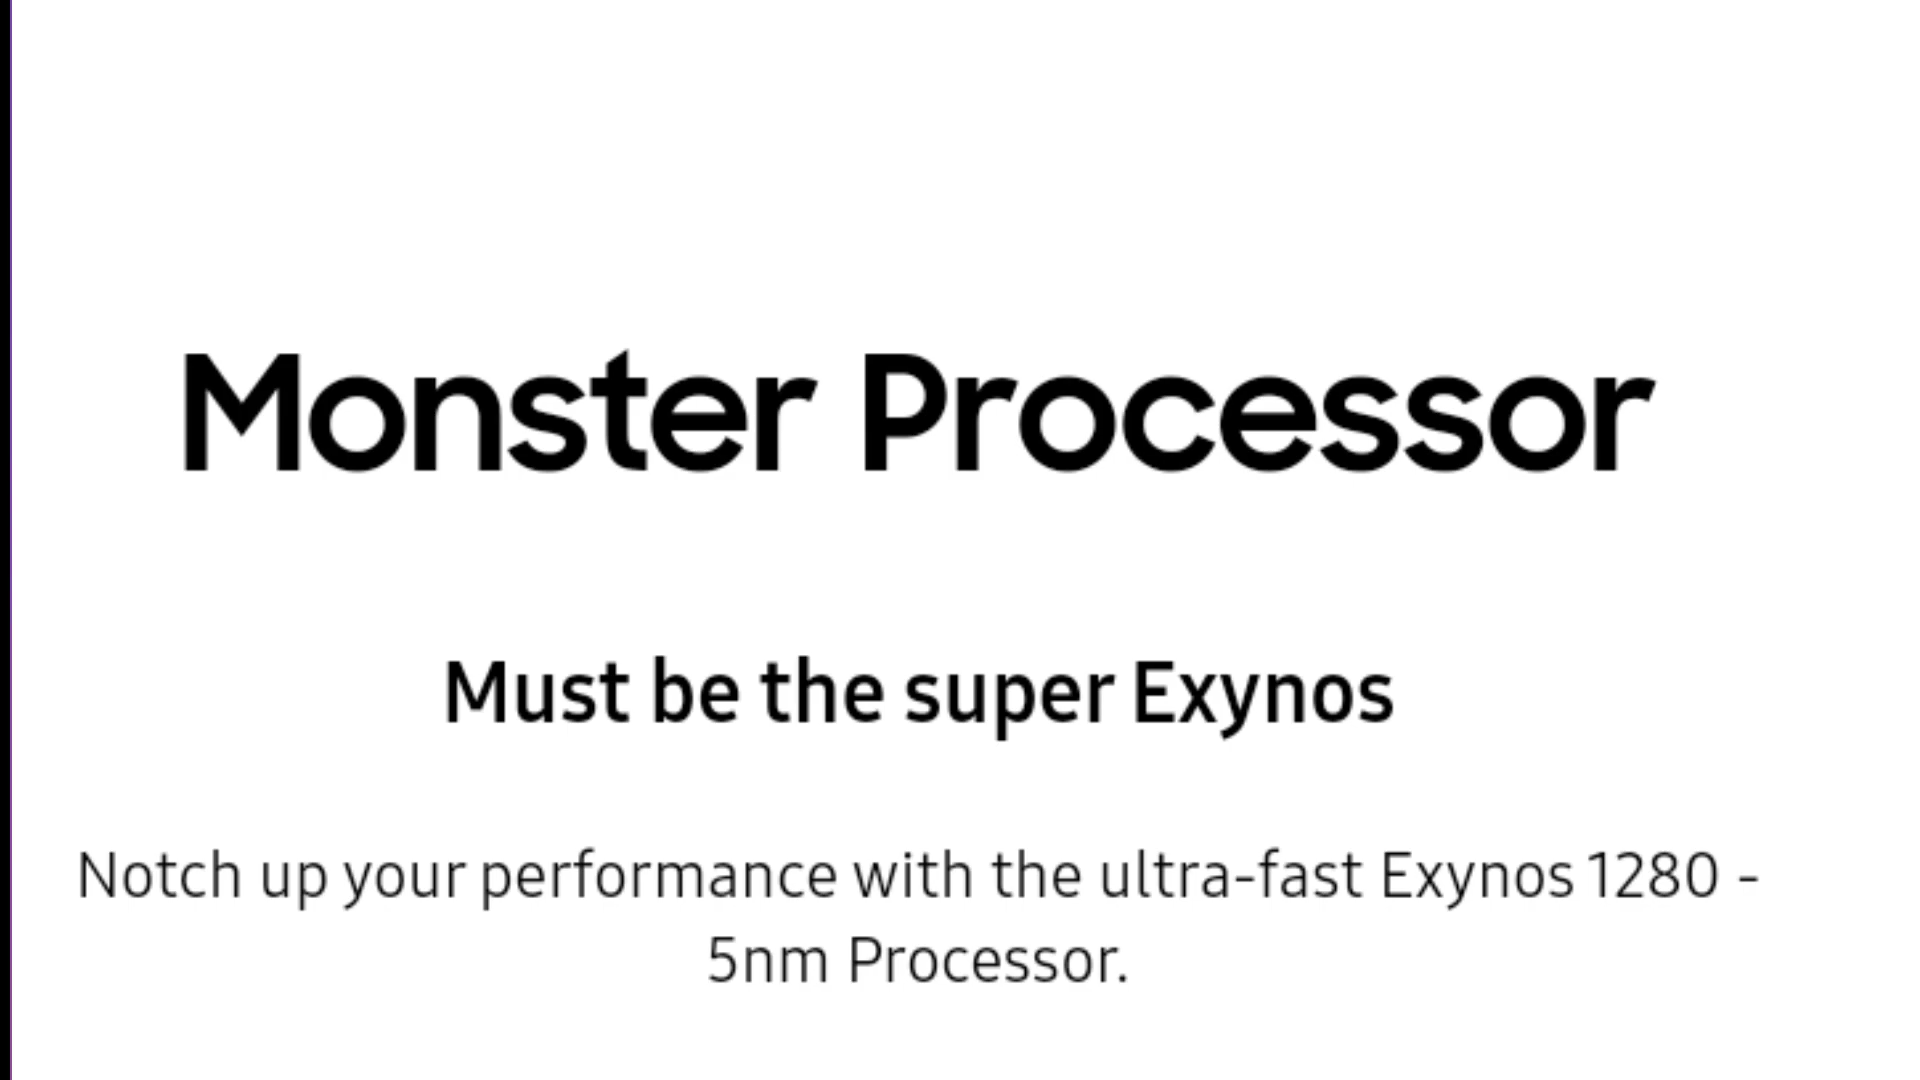 Monster Processor
Must be the super Exynos
Notch up your performance with the ultra-fast Exynos 1280 -
5nm Processor.